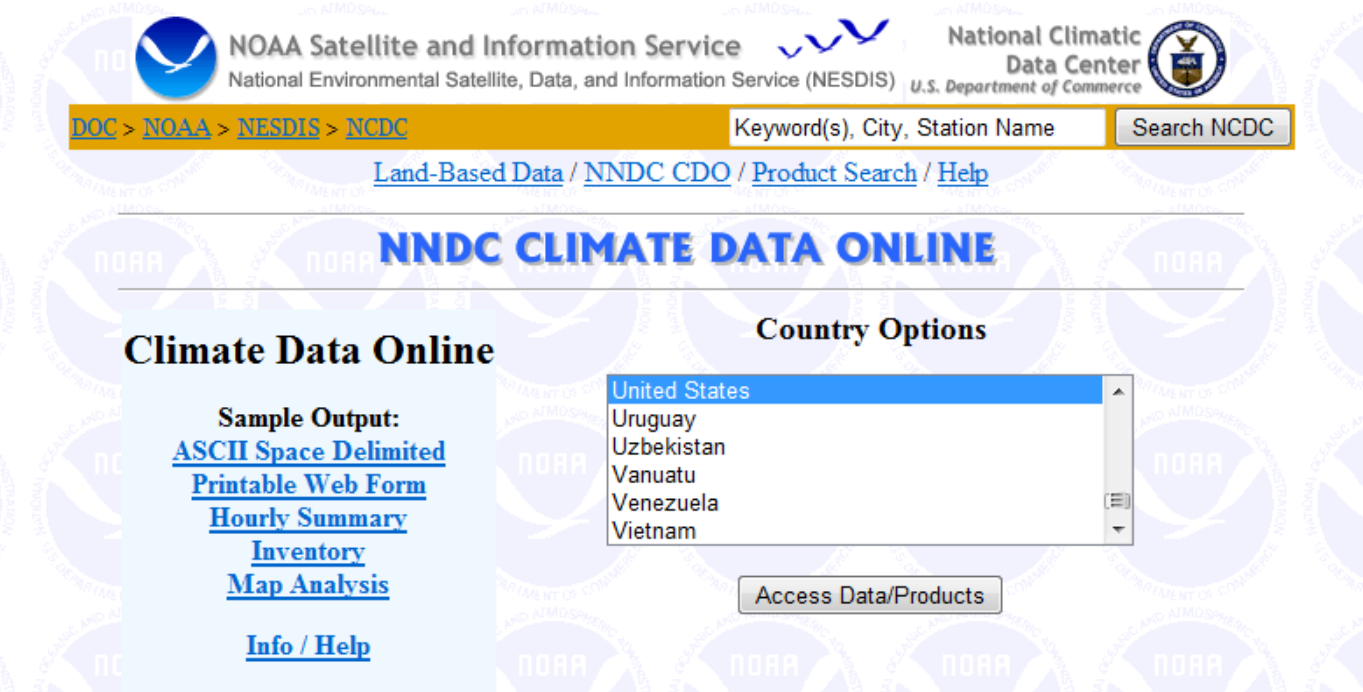 NOAA Satellite and Information Service
National Environmental Satellite, Data, and Information Service (NESDIS)
National Climatic
Data Center
U.S. Department of Commerce
DOC > NOAA > NESDIS > NCDC
Keyword(s), City, Station Name
Search NCDC
Land-Based Data / NNDC CDO / Product Search / Help
NNDC CLIMATE DATA ONLINE
Climate Data Online
Sample Output:
ASCII Space Delimited
Printable Web Form
Hourly Summary
Inventory
Map Analysis
Info / Help
Country Options
United States
Uruguay
Uzbekistan
Vanuatu
Venezuela
Vietnam
Access Data/Products